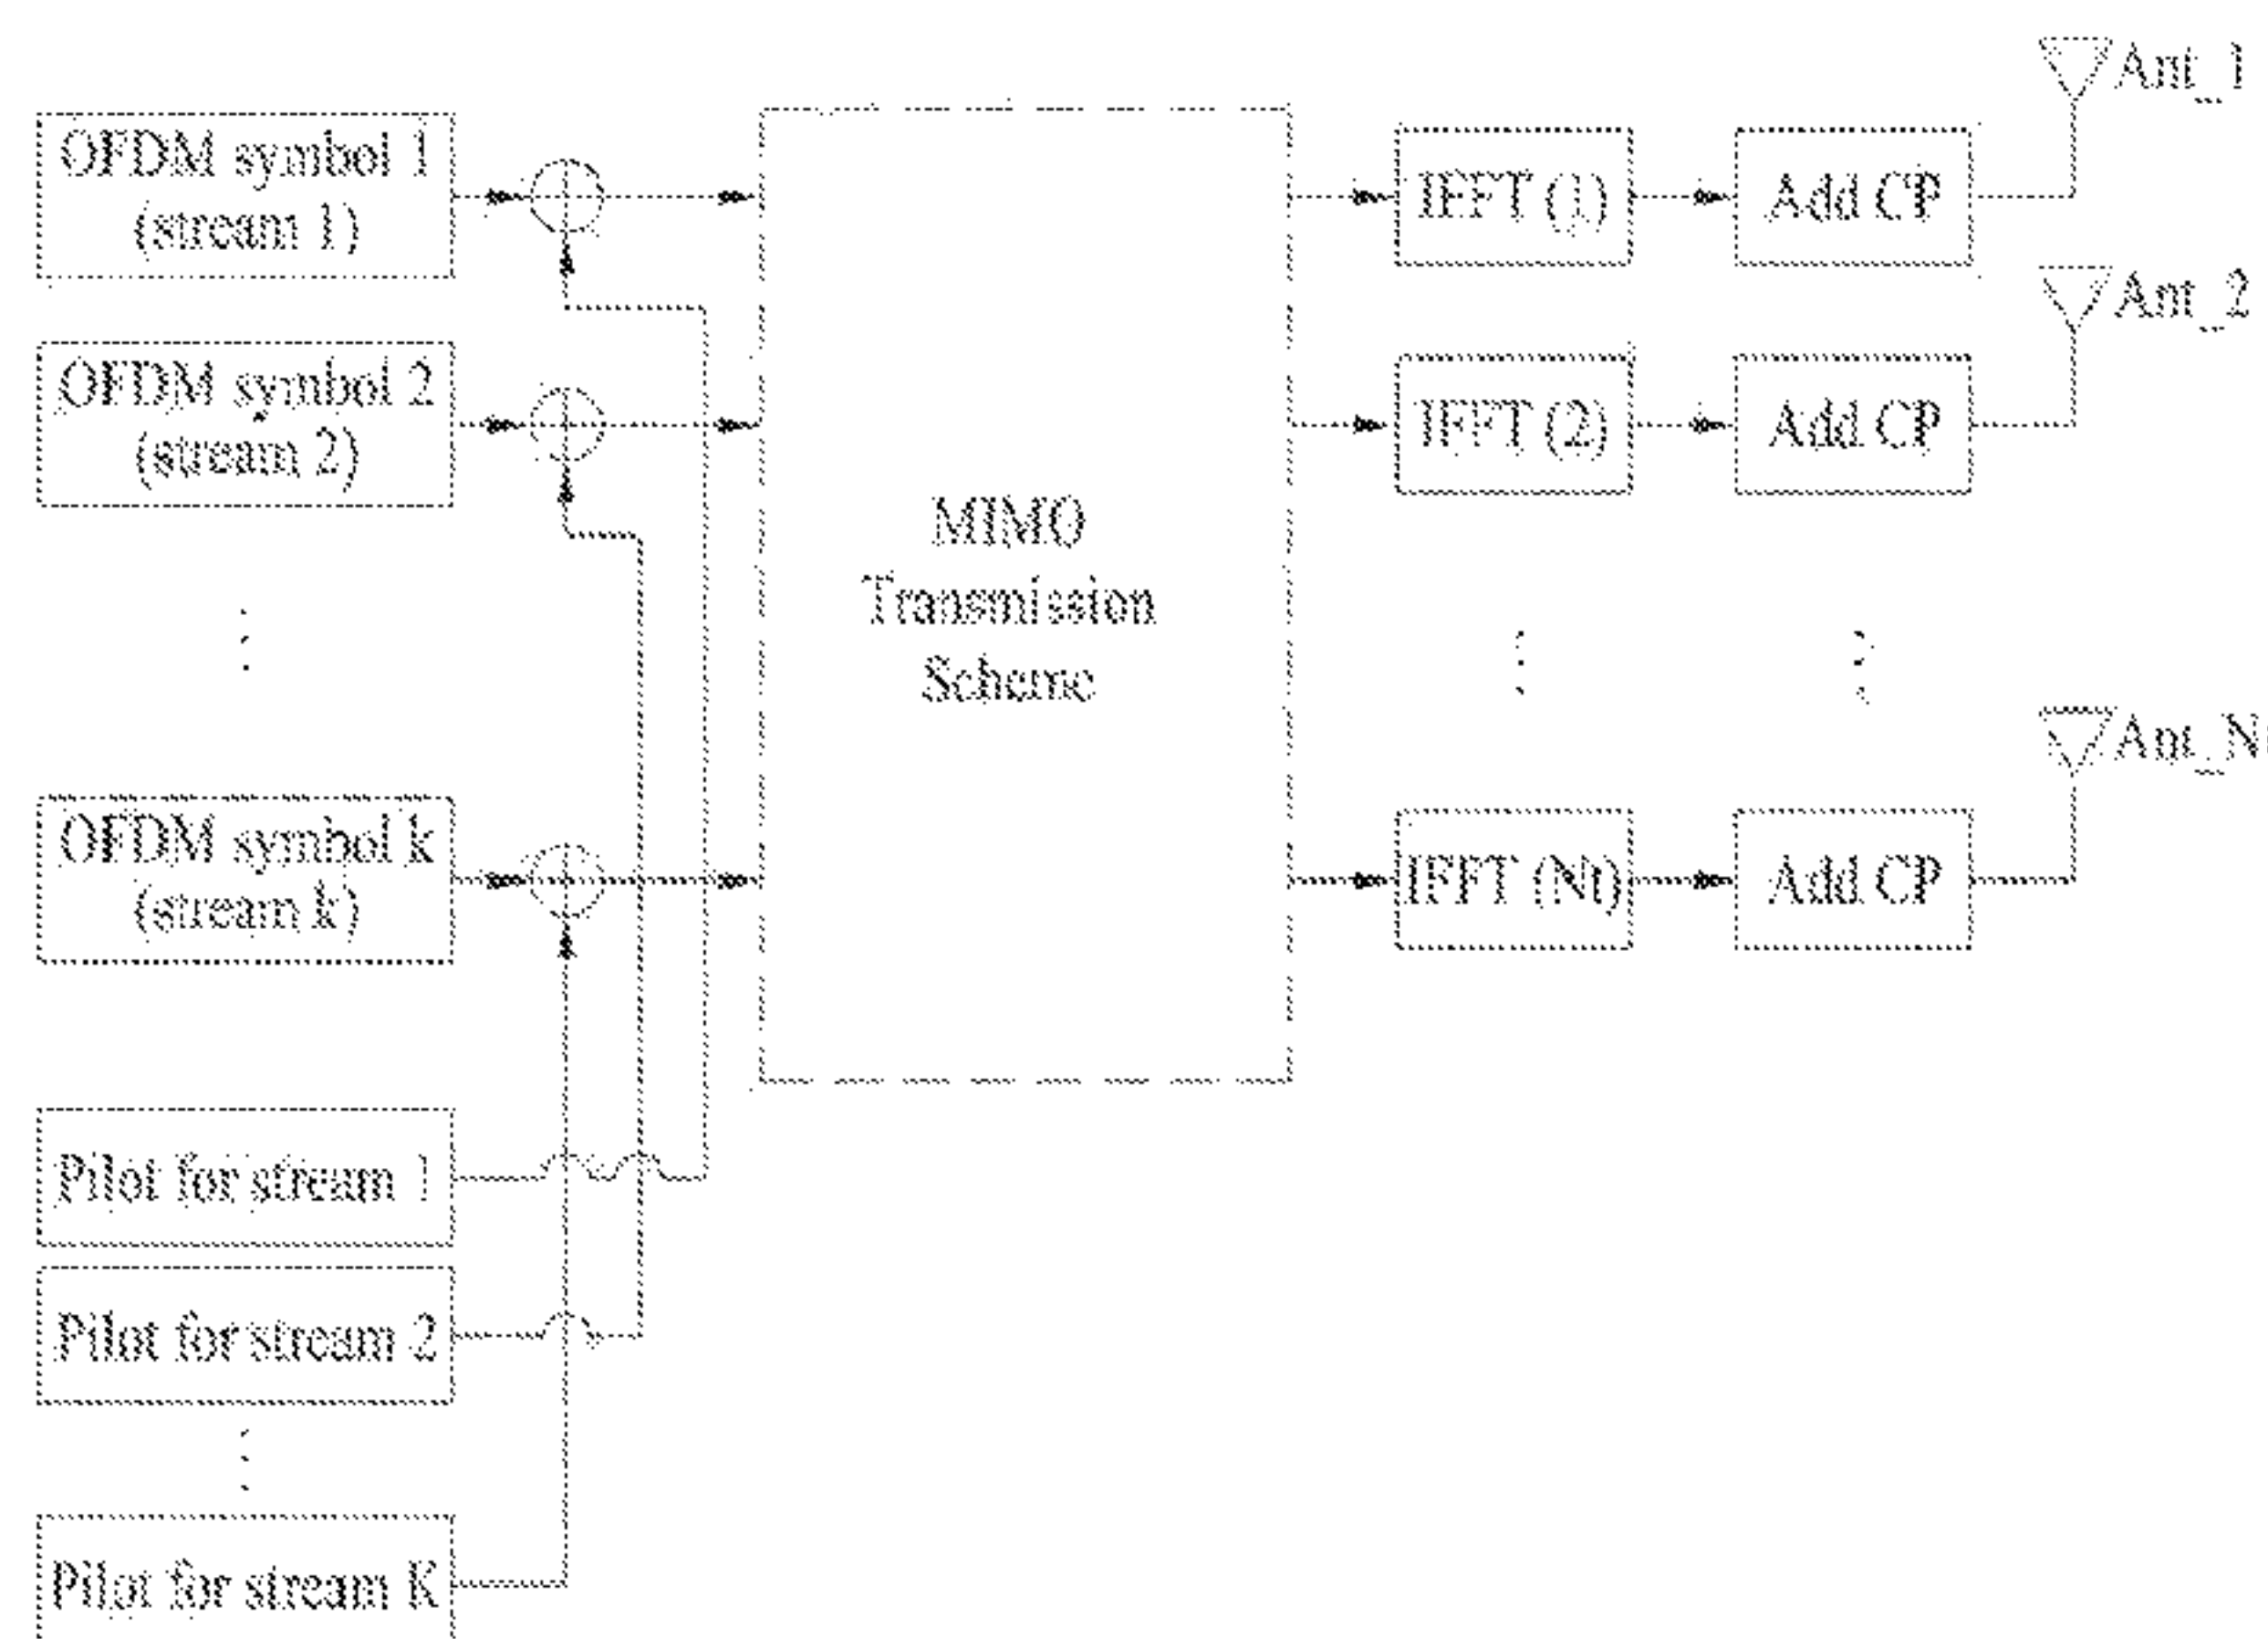 OFDM symbol 1
(stream 1)
OFDM symbol 2
(stream 2)
OFDM symbol k
(stream k)
Pilot for stream 1
Pilot for stream 2
Pilot for stream K
MIMO
Transmission
Scheme
IFFT (1)
Add CP
Ant_1
IFFT (2)
Add CP
Ant_2
IFFT (Nt)
Add CP
Ant_N